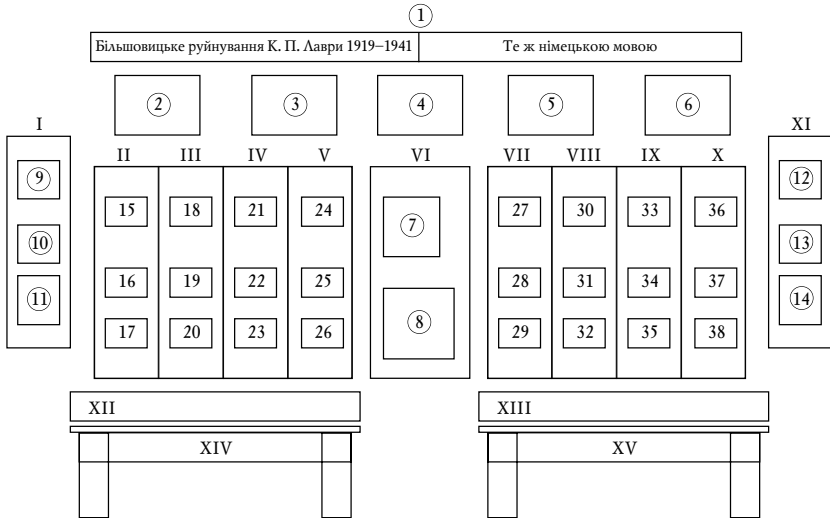 1
Більшовицьке руйнування К. П. Лаври 1919–1941 Те ж німецькою мовою
2 3 4 5 6
I XI
II III IV V VI VII VIII IX X
9 12
15 18 21 24 7 27 30 33 36
10 13
16 19 22 25 28 31 34 37
11 14
17 20 23 26 8 29 32 35 38
XII XIII
XIV XV